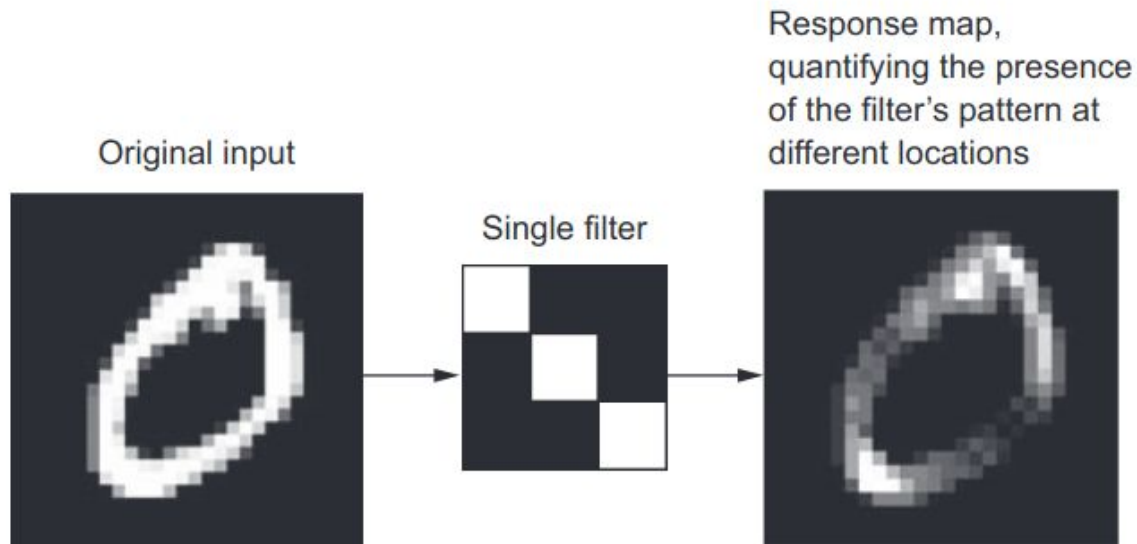 Response map,
quantifying the presence
of the filter's pattern at
different locations
Original input
Single filter